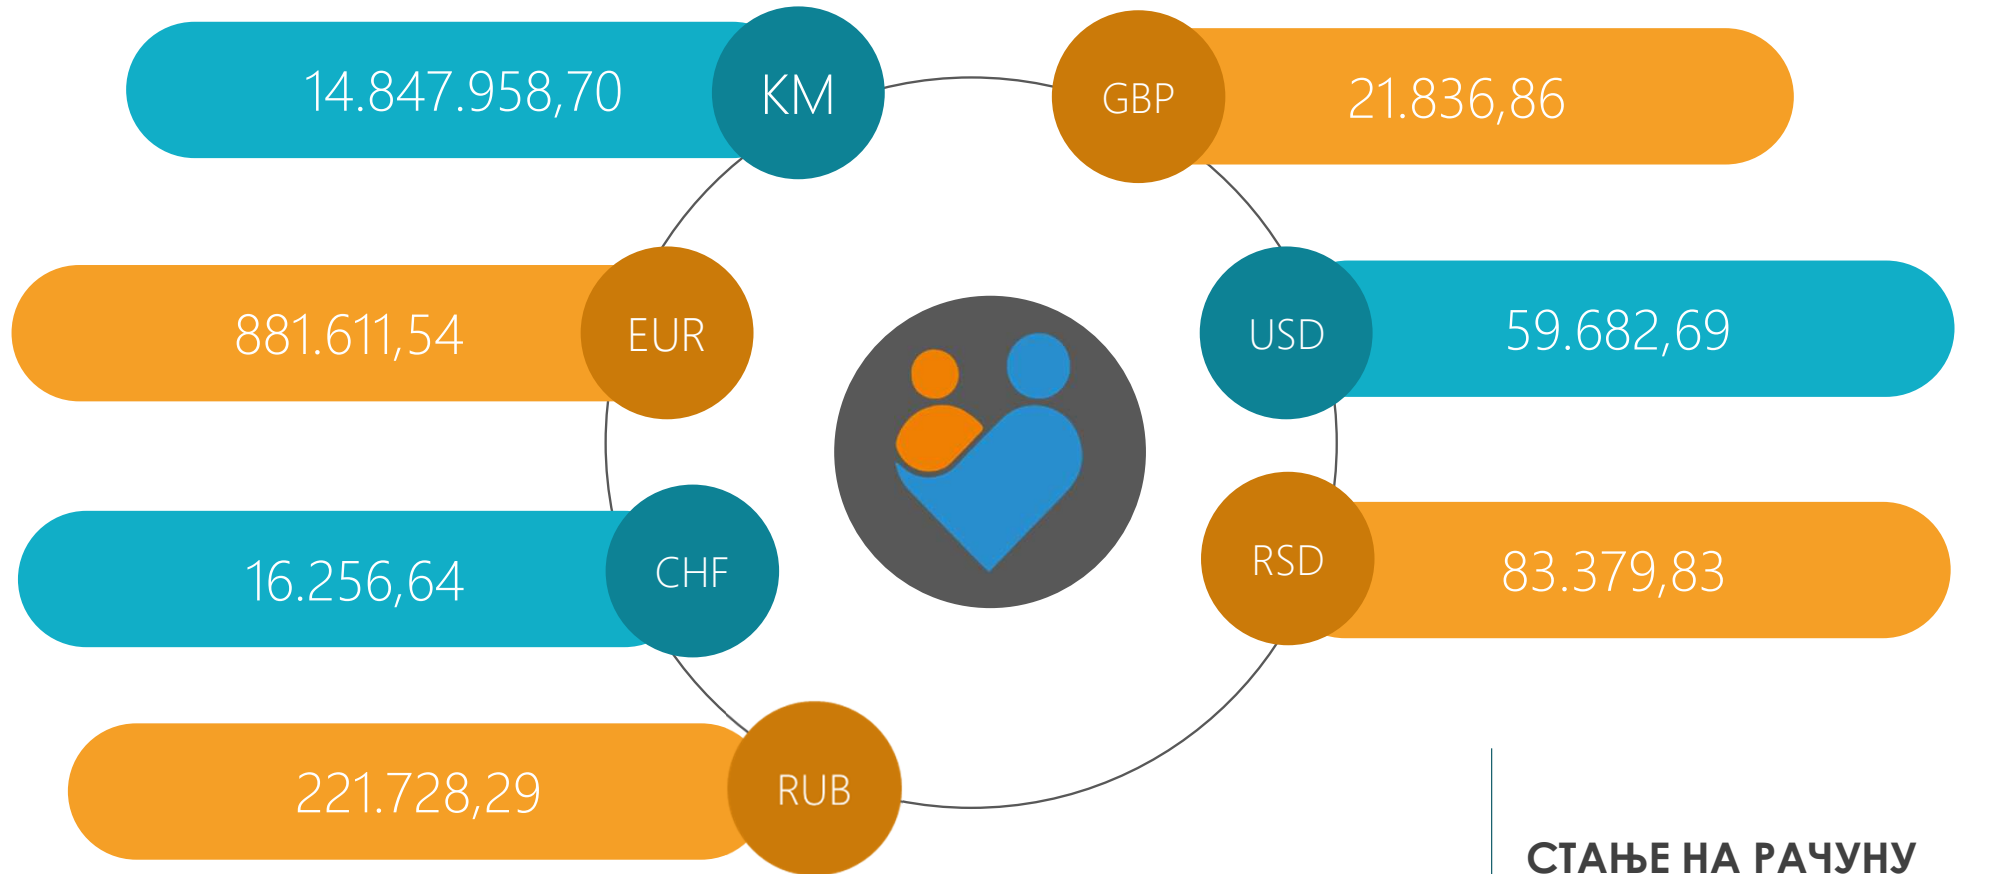 14.847.958,70 KM
GBP 21.836,86
881.611,54 EUR
USD 59.682,69
16.256,64 CHF
RSD 83.379,83
221.728,29 RUB
СТАЊЕ НА РАЧУНУ